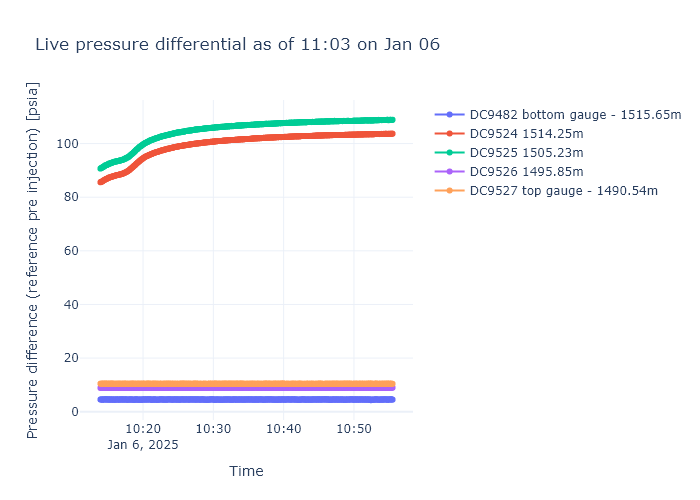 Live pressure differential as of 11:03 on Jan 06
Pressure difference (reference pre injection) [psia]
100
80
60
40
20
0
10:20
10:30
10:40
10:50
Jan 6, 2025
Time
DC9482 bottom gauge - 1515.65m
DC9524 1514.25m
DC9525 1505.23m
DC9526 1495.85m
DC9527 top gauge - 1490.54m